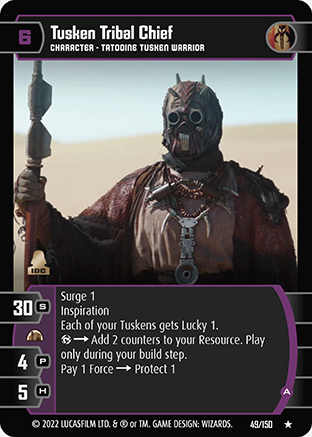 6
Tusken Tribal Chief
CHARACTER - TATOOINE TUSKEN WARRIOR
IDC
30 S
4 P
5 H
Surge 1
Inspiration
Each of your Tuskens gets Lucky 1.
→ Add 2 counters to your Resource. Play
only during your build step.
Pay 1 Force → Protect 1
A
© 2022 LUCASFILM LTD. & ® or TM. GAME DESIGN: WIZARDS. 49/150 ★